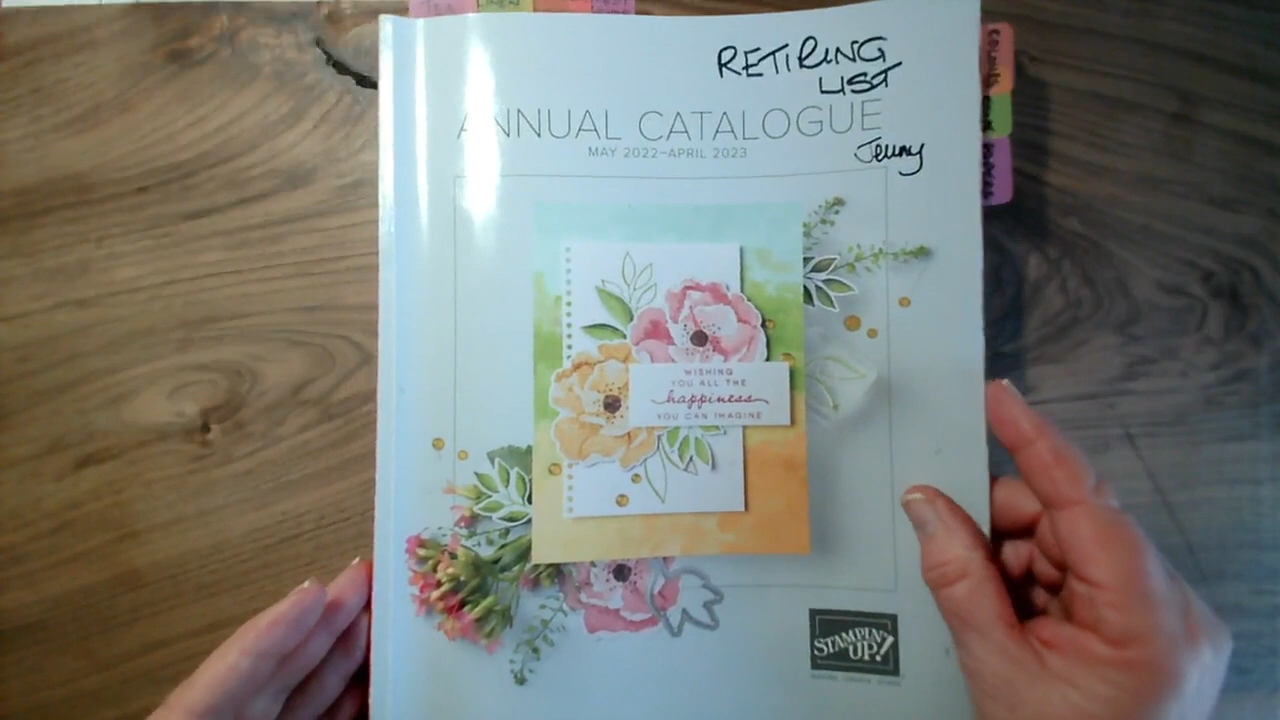 RETIRING
LIST
ANNUAL CATALOGUE
MAY 2022–APRIL 2023
Jenny
WISHING
YOU ALL THE
happiness
YOU CAN IMAGINE
STAMPIN'
UP!